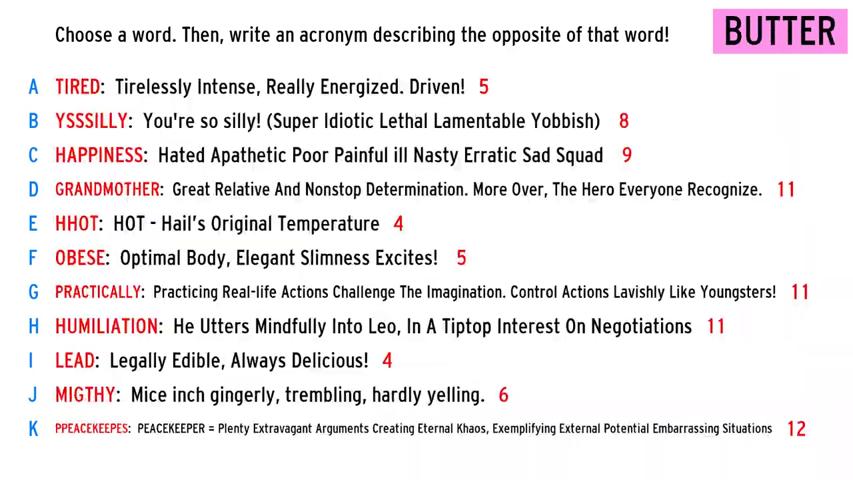 Choose a word. Then, write an acronym describing the opposite of that word! BUTTER
A TIRED: Tirelessly Intense, Really Energized. Driven! 5
B YSSSILLY: You're so silly! (Super Idiotic Lethal Lamentable Yobbish) 8
C HAPPINESS: Hated Apathetic Poor Painful ill Nasty Erratic Sad Squad 9
D GRANDMOTHER: Great Relative And Nonstop Determination. More Over, The Hero Everyone Recognize. 11
E HHOT: HOT - Hail's Original Temperature 4
F OBESE: Optimal Body, Elegant Slimness Excites! 5
G PRACTICALLY: Practicing Real-life Actions Challenge The Imagination. Control Actions Lavishly Like Youngsters! 11
H HUMILIATION: He Utters Mindfully Into Leo, In A Tiptop Interest On Negotiations 11
I LEAD: Legally Edible, Always Delicious! 4
J MIGTHY: Mice inch gingerly, trembling, hardly yelling. 6
K PPEACEKEEPES: PEACEKEEPER = Plenty Extravagant Arguments Creating Eternal Khaos, Exemplifying External Potential Embarrassing Situations 12